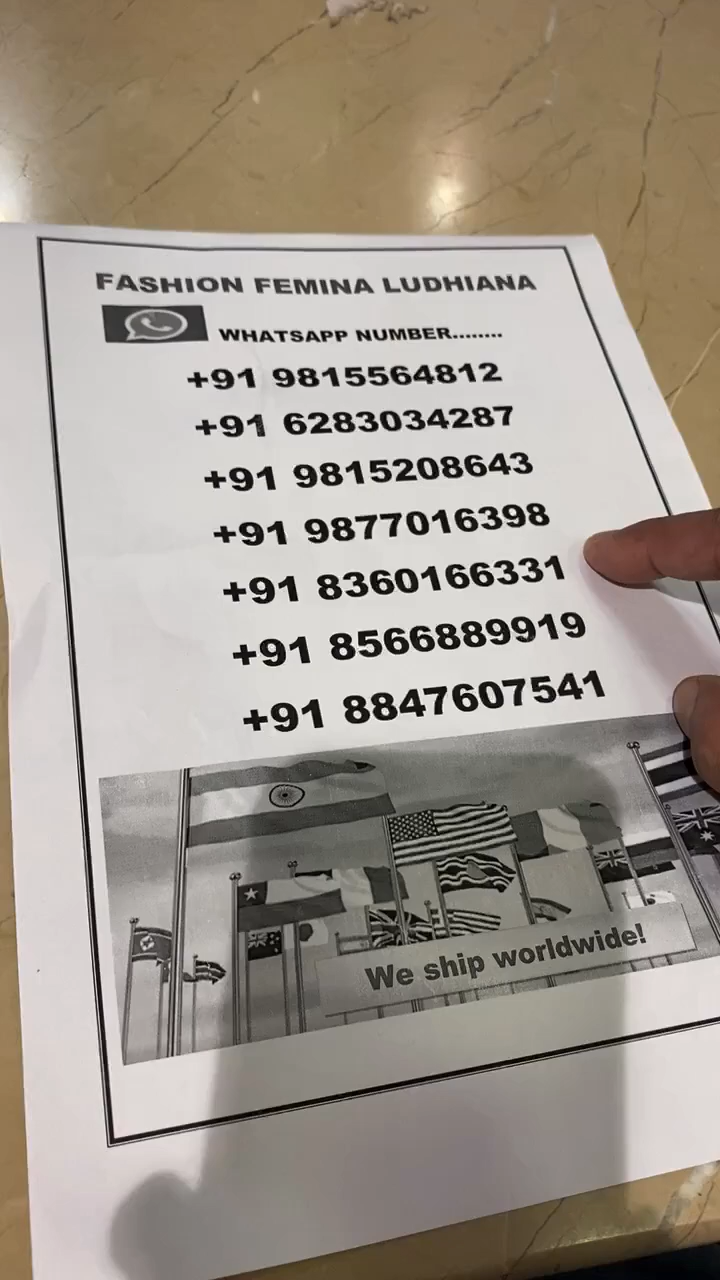 FASHION FEMINA LUDHIANA
WHATSAPP NUMBER........
+91 9815564812
+91 6283034287
+91 9815208643
+91 9877016398
+91 8360166331
+91 8566889919
+91 8847607541
We ship worldwide!